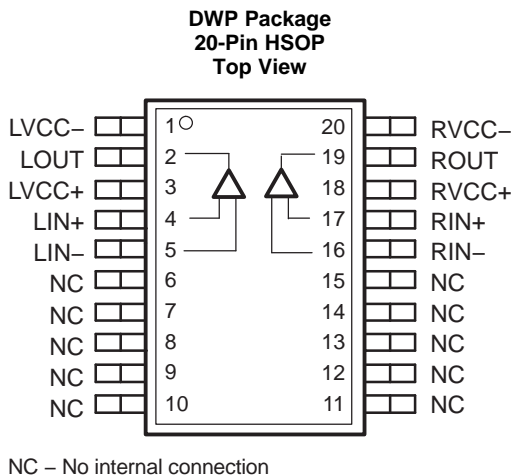 DWP Package
20-Pin HSOP
Top View
LVCC– 1 20 RVCC–
LOUT 2 19 ROUT
LVCC+ 3 18 RVCC+
LIN+ 4 17 RIN+
LIN– 5 16 RIN–
NC 6 15 NC
NC 7 14 NC
NC 8 13 NC
NC 9 12 NC
NC 10 11 NC
NC – No internal connection